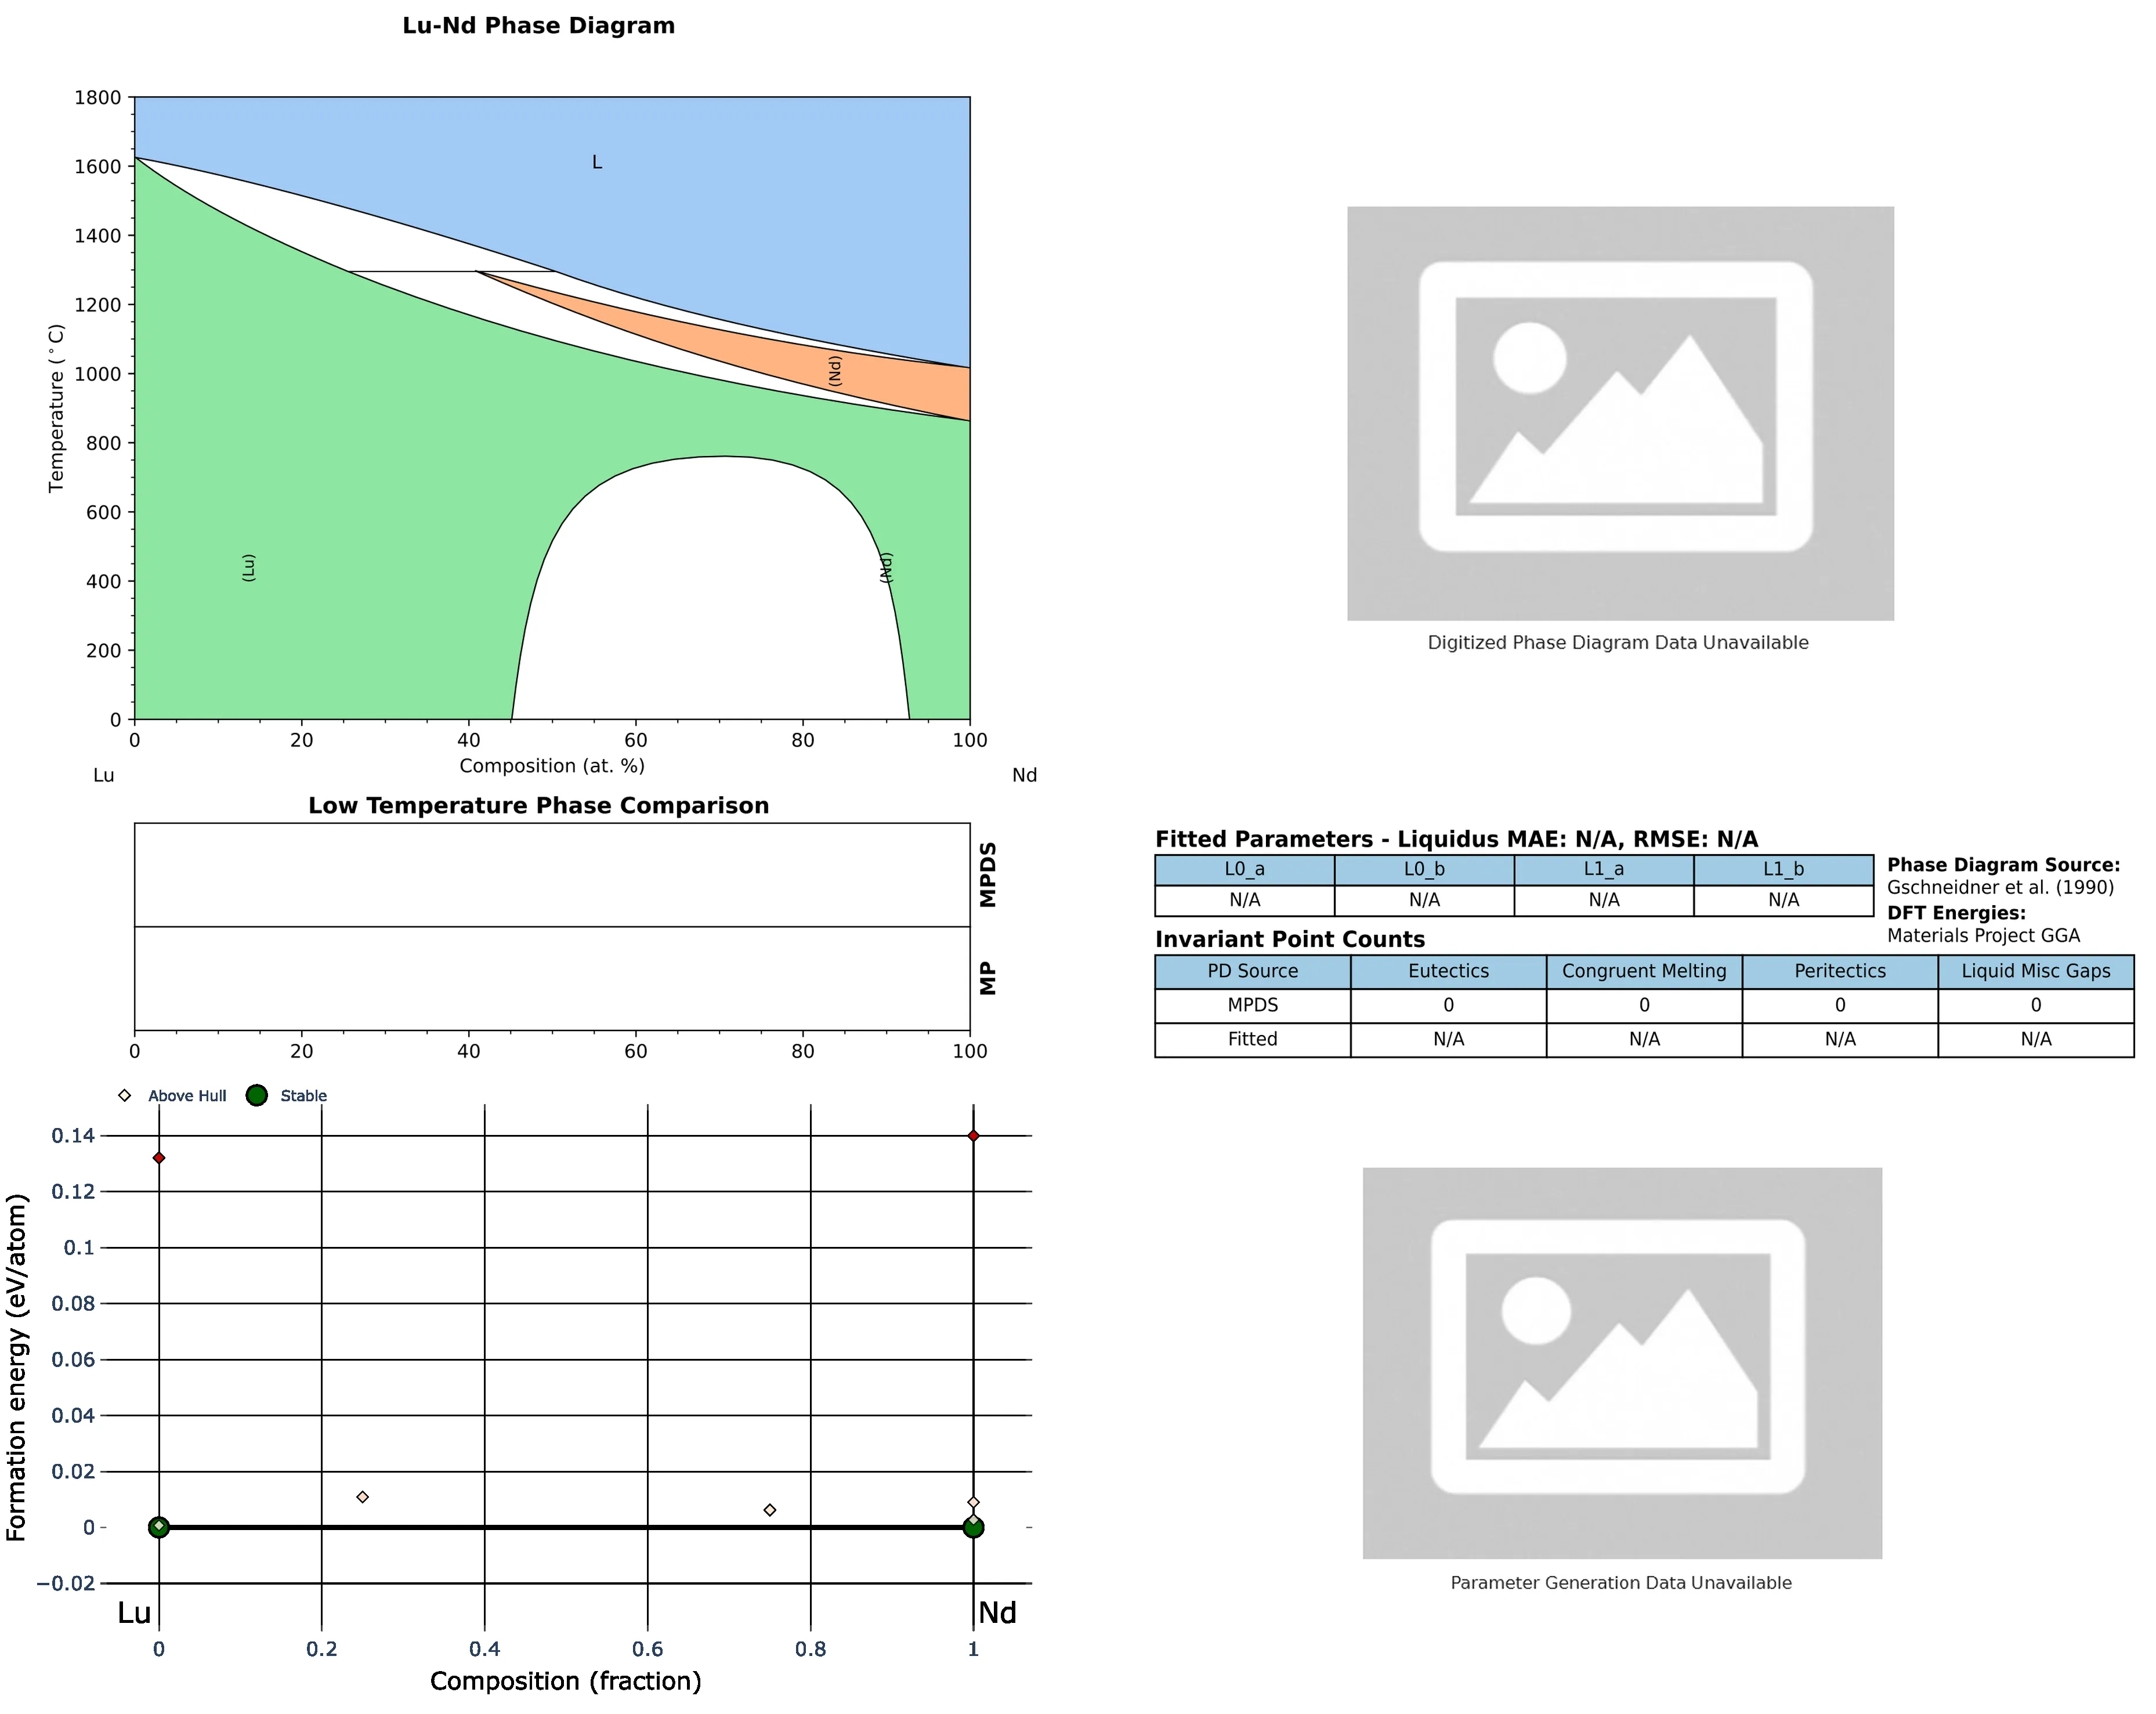 Lu-Nd Phase Diagram
1800
1600
1400
1200
1000
800
600
400
200
0
Temperature (°C)
L
(Nd)
(Lu)
(Nd)
0 20 40 60 80 100
Composition (at. %)
Lu Nd
Digitized Phase Diagram Data Unavailable
Low Temperature Phase Comparison
MPDS
MP
0 20 40 60 80 100
Fitted Parameters - Liquidus MAE: N/A, RMSE: N/A
L0_a L0_b L1_a L1_b
N/A N/A N/A N/A
Phase Diagram Source:
Gschneidner et al. (1990)
DFT Energies:
Materials Project GGA
Invariant Point Counts
PD Source Eutectics Congruent Melting Peritectics Liquid Misc Gaps
MPDS 0 0 0 0
Fitted N/A N/A N/A N/A
Above Hull Stable
0.14
0.12
0.1
0.08
0.06
0.04
0.02
0
−0.02
Formation energy (eV/atom)
Lu Nd
0 0.2 0.4 0.6 0.8 1
Composition (fraction)
Parameter Generation Data Unavailable